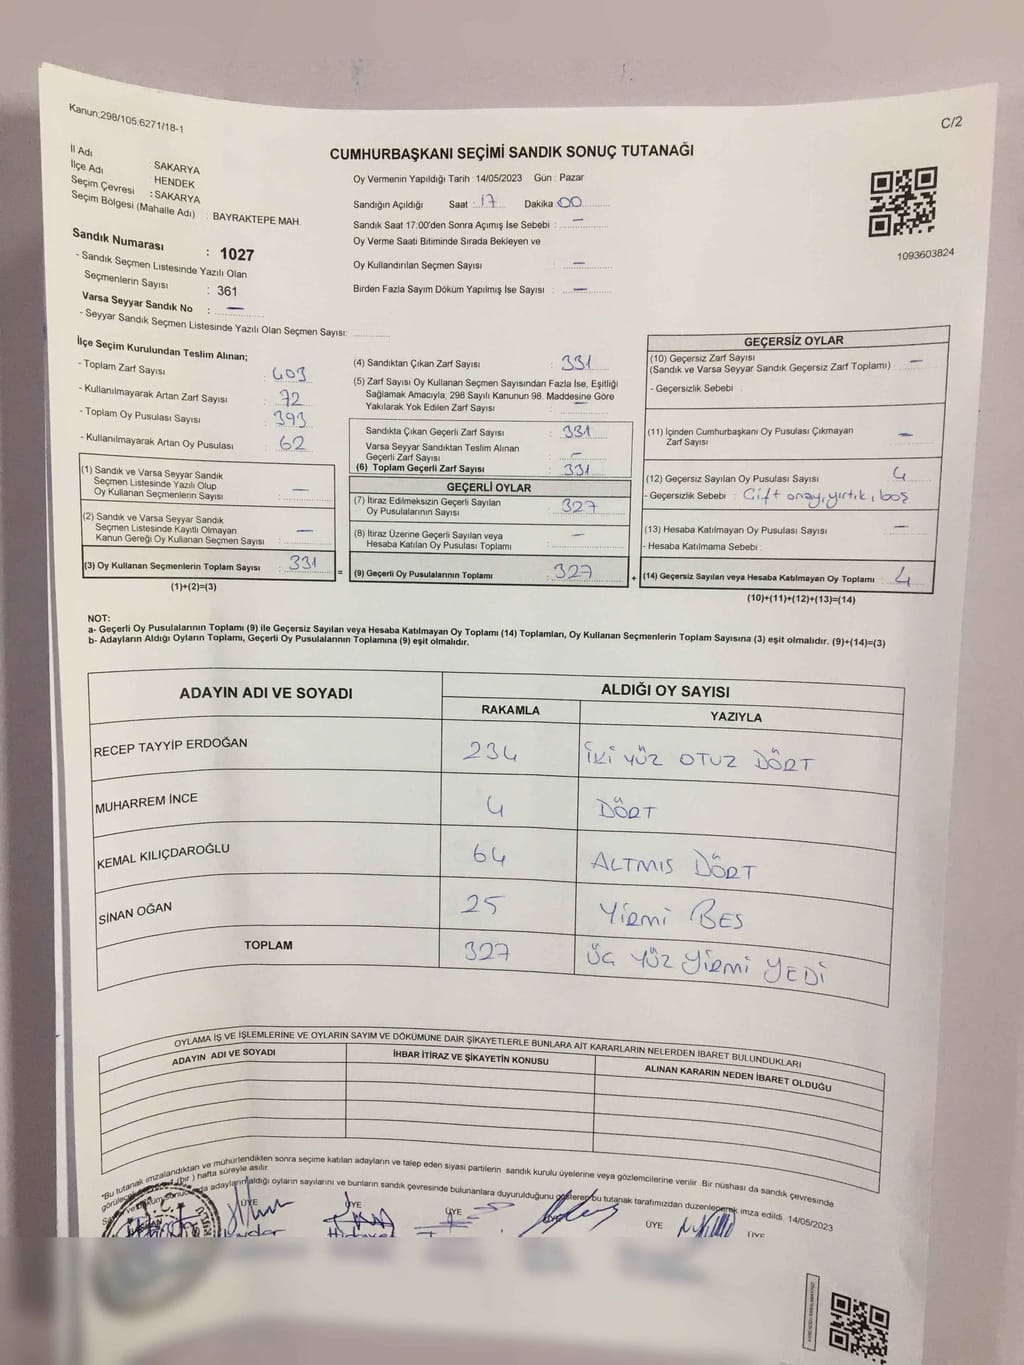 Kanun;298/105;6271/18-1
C/2
CUMHURBAŞKANI SEÇİMİ SANDIK SONUÇ TUTANAĞI
İl Adı : SAKARYA
İlçe Adı : HENDEK
Seçim Çevresi : SAKARYA
Seçim Bölgesi (Mahalle Adı) : BAYRAKTEPE MAH.
Oy Vermenin Yapıldığı Tarih : 14/05/2023 Gün : Pazar
Sandığın Açıldığı Saat : 17 Dakika : 00
Sandık Saat 17:00'den Sonra Açımış İse Sebebi : —
Oy Verme Saati Bitiminde Sırada Bekleyen ve
Oy Kullandırılan Seçmen Sayısı : —
Birden Fazla Sayım Döküm Yapılmış İse Sayısı : —
1093603824
Sandık Numarası : 1027
- Sandık Seçmen Listesinde Yazılı Olan
Seçmenlerin Sayısı : 361
Varsa Seyyar Sandık No : —
- Seyyar Sandık Seçmen Listesinde Yazılı Olan Seçmen Sayısı:
İlçe Seçim Kurulundan Teslim Alınan;
- Toplam Zarf Sayısı : 403
- Kullanılmayarak Artan Zarf Sayısı : 72
- Toplam Oy Pusulası Sayısı : 393
- Kullanılmayarak Artan Oy Pusulası : 62
(1) Sandık ve Varsa Seyyar Sandık
Seçmen Listesinde Yazılı Olup
Oy Kullanan Seçmenlerin Sayısı : —
(2) Sandık ve Varsa Seyyar Sandık
Seçmen Listesinde Kayıtlı Olmayan
Kanun Gereği Oy Kullanan Seçmen Sayısı : —
(3) Oy Kullanan Seçmenlerin Toplam Sayısı : 331
(1)+(2)=(3)
(4) Sandıktan Çıkan Zarf Sayısı : 331
(5) Zarf Sayısı Oy Kullanan Seçmen Sayısından Fazla İse, Eşitliği
Sağlamak Amacıyla; 298 Sayılı Kanunun 98. Maddesine Göre
Yakılarak Yok Edilen Zarf Sayısı : —
Sandıkta Çıkan Geçerli Zarf Sayısı : 331
Varsa Seyyar Sandıktan Teslim Alınan
Geçerli Zarf Sayısı : —
(6) Toplam Geçerli Zarf Sayısı : 331
GEÇERLİ OYLAR
(7) İtiraz Edilmeksizin Geçerli Sayılan
Oy Pusulalarının Sayısı : 327
(8) İtiraz Üzerine Geçerli Sayılan veya
Hesaba Katılan Oy Pusulası Toplamı : —
= (9) Geçerli Oy Pusulalarının Toplamı : 327 +
GEÇERSİZ OYLAR
(10) Geçersiz Zarf Sayısı
(Sandık ve Varsa Seyyar Sandık Geçersiz Zarf Toplamı) : —
- Geçersizlik Sebebi :
(11) İçinden Cumhurbaşkanı Oy Pusulası Çıkmayan
Zarf Sayısı : —
(12) Geçersiz Sayılan Oy Pusulası Sayısı : 4
- Geçersizlik Sebebi : Çift onay, yırtık, boş
(13) Hesaba Katılmayan Oy Pusulası Sayısı : —
- Hesaba Katılmama Sebebi :
(14) Geçersiz Sayılan veya Hesaba Katılmayan Oy Toplamı : 4
(10)+(11)+(12)+(13)=(14)
NOT:
a- Geçerli Oy Pusulalarının Toplamı (9) ile Geçersiz Sayılan veya Hesaba Katılmayan Oy Toplamı (14) Toplamları, Oy Kullanan Seçmenlerin Toplam Sayısına (3) eşit olmalıdır. (9)+(14)=(3)
b- Adayların Aldığı Oyların Toplamı, Geçerli Oy Pusulalarının Toplamına (9) eşit olmalıdır.
ADAYIN ADI VE SOYADI
ALDIĞI OY SAYISI
RAKAMLA YAZIYLA
RECEP TAYYİP ERDOĞAN 234 İKİ YÜZ OTUZ DÖRT
MUHARREM İNCE 4 DÖRT
KEMAL KILIÇDAROĞLU 64 ALTMIS DÖRT
SİNAN OĞAN 25 YİRMİ BES
TOPLAM 327 ÜÇ YÜZ YİRMİ YEDİ
OYLAMA İŞ VE İŞLEMLERİNE VE OYLARIN SAYIM VE DÖKÜMÜNE DAİR ŞİKAYETLERLE BUNLARA AİT KARARLARIN NELERDEN İBARET BULUNDUKLARI
ADAYIN ADI VE SOYADI İHBAR İTİRAZ VE ŞİKAYETİN KONUSU ALINAN KARARIN NEDEN İBARET OLDUĞU
*Bu tutanak imzalandıktan ve mühürlendikten sonra seçime katılan adayların ve talep eden siyasi partilerin sandık kurulu üyelerine veya gözlemcilerine verilir. Bir nüshası da sandık çevresinde
(bir) hafta süreyle asılır.
adayların aldığı oyların sayılarını ve bunların sandık çevresinde bulunanlara duyurulduğunu gösteren bu tutanak tarafımızdan düzenlenerek imza edildi. 14/05/2023
ÜYE ÜYE ÜYE ÜYE ÜYE